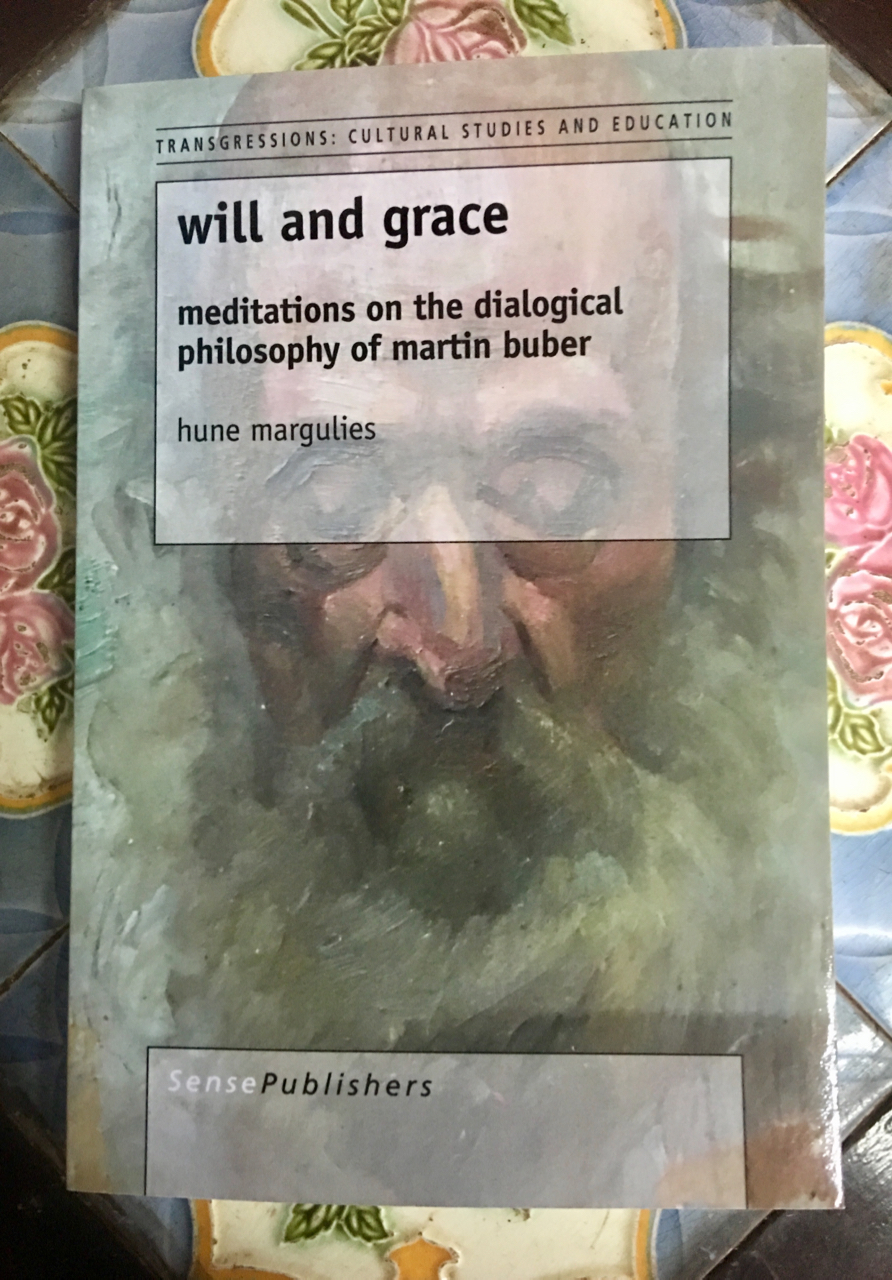 TRANSGRESSIONS: CULTURAL STUDIES AND EDUCATION
will and grace
meditations on the dialogical
philosophy of martin buber
hune margulies
SensePublishers